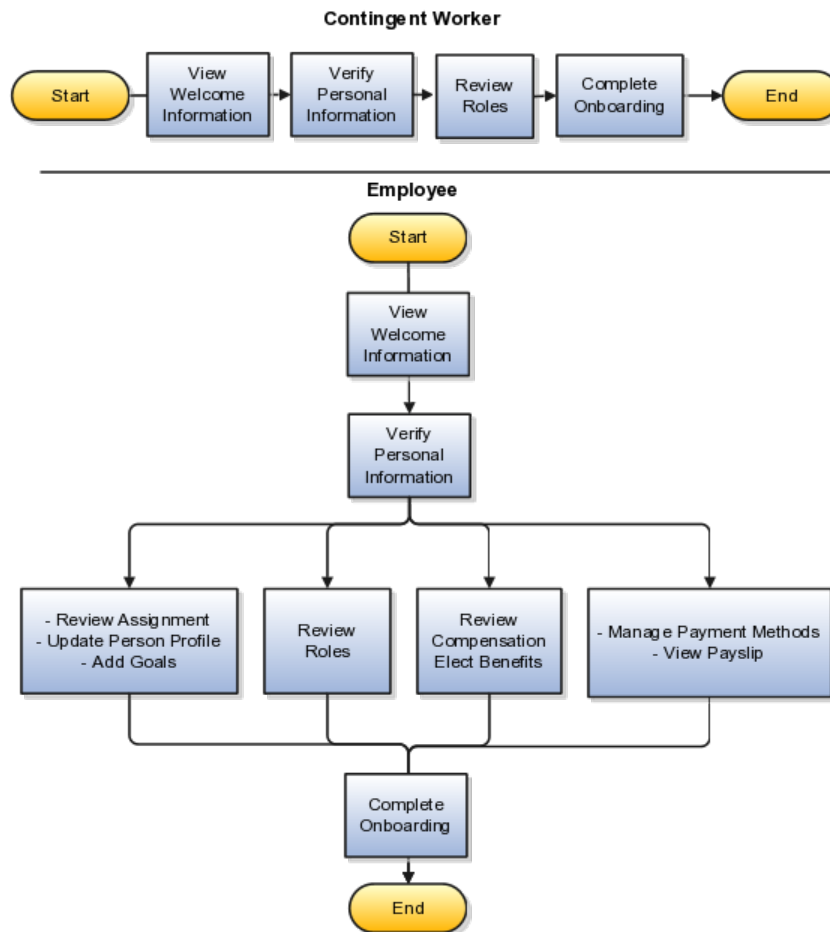 Contingent Worker
Start
View
Welcome
Information
Verify
Personal
Information
Review
Roles
Complete
Onboarding
End
Employee
Start
View
Welcome
Information
Verify
Personal
Information
- Review Assignment
- Update Person Profile
- Add Goals
Review
Roles
Review
Compensation
Elect Benefits
- Manage Payment Methods
- View Payslip
Complete
Onboarding
End